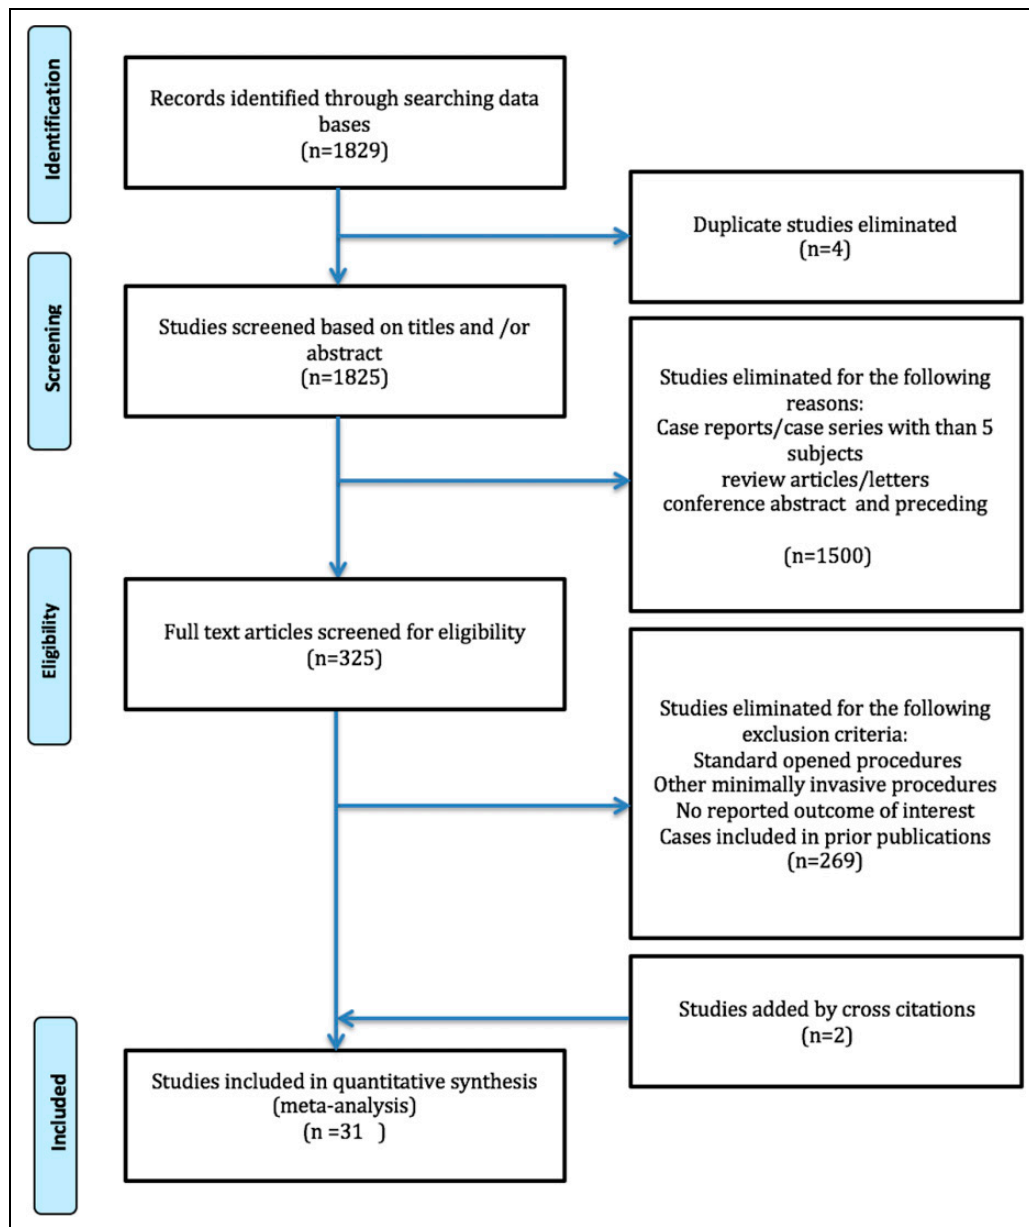 Identification
Records identified through searching data
bases
(n=1829)
Duplicate studies eliminated
(n=4)
Screening
Studies screened based on titles and /or
abstract
(n=1825)
Studies eliminated for the following
reasons:
Case reports/case series with than 5
subjects
review articles/letters
conference abstract and preceding
(n=1500)
Eligibility
Full text articles screened for eligibility
(n=325)
Studies eliminated for the following
exclusion criteria:
Standard opened procedures
Other minimally invasive procedures
No reported outcome of interest
Cases included in prior publications
(n=269)
Studies added by cross citations
(n=2)
Included
Studies included in quantitative synthesis
(meta-analysis)
(n =31 )